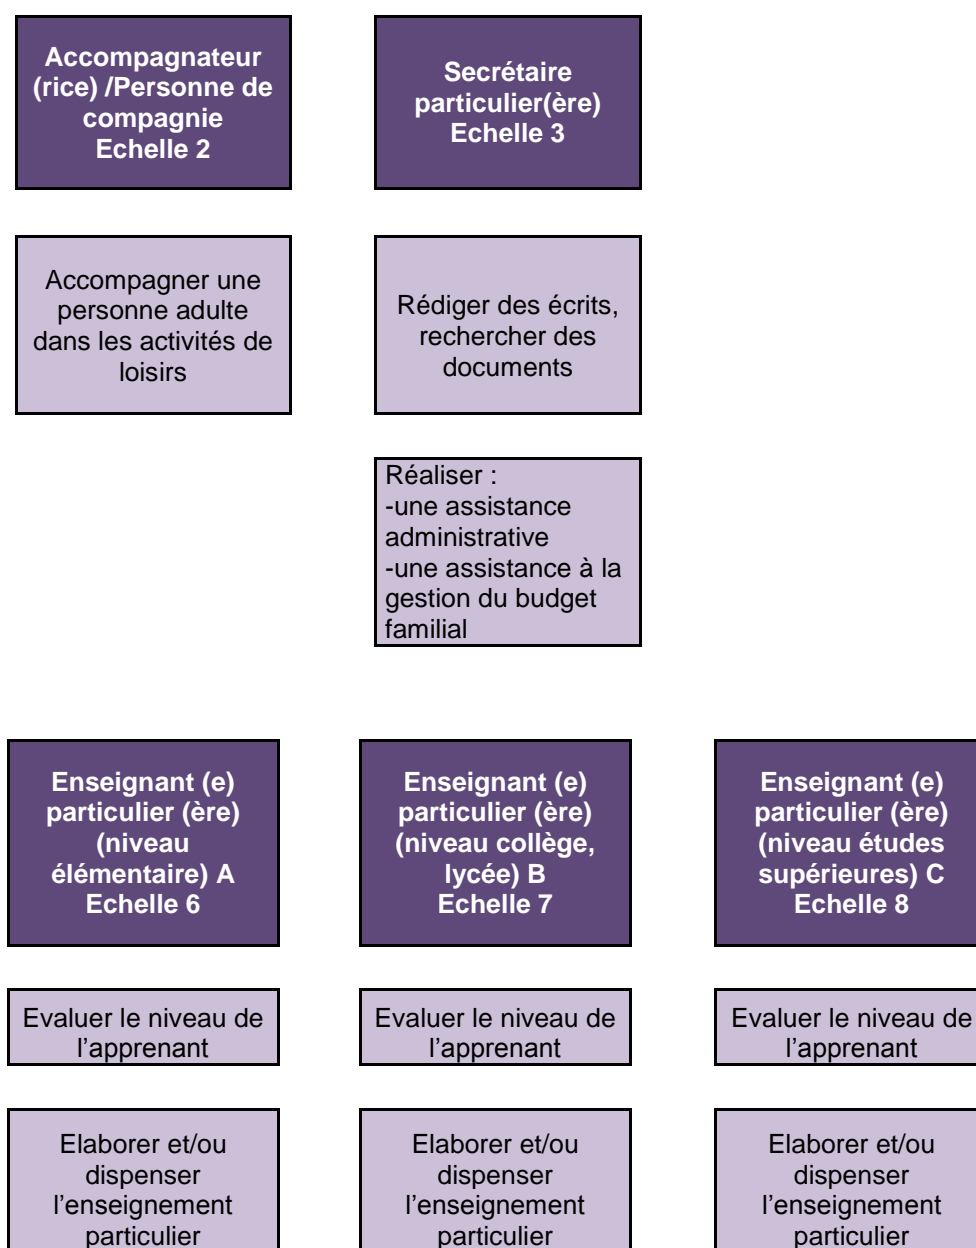 Accompagnateur
(rice) /Personne de
compagnie
Echelle 2
Secrétaire
particulier(ère)
Echelle 3
Accompagner une
personne adulte
dans les activités de
loisirs
Rédiger des écrits,
rechercher des
documents
Réaliser :
-une assistance
administrative
-une assistance à la
gestion du budget
familial
Enseignant (e)
particulier (ère)
(niveau
élémentaire) A
Echelle 6
Enseignant (e)
particulier (ère)
(niveau collège,
lycée) B
Echelle 7
Enseignant (e)
particulier (ère)
(niveau études
supérieures) C
Echelle 8
Evaluer le niveau de
l’apprenant
Evaluer le niveau de
l’apprenant
Evaluer le niveau de
l’apprenant
Elaborer et/ou
dispenser
l’enseignement
particulier
Elaborer et/ou
dispenser
l’enseignement
particulier
Elaborer et/ou
dispenser
l’enseignement
particulier